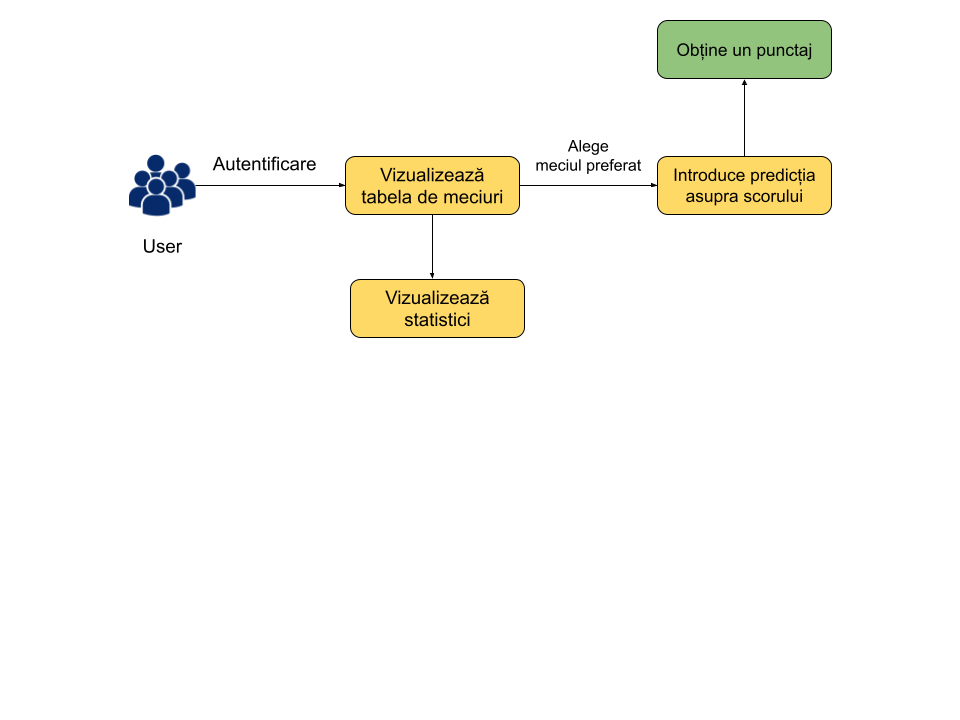 Obține un punctaj
Autentificare
Alege
meciul preferat
Vizualizează
tabela de meciuri
Introduce predicția
asupra scorului
User
Vizualizează
statistici